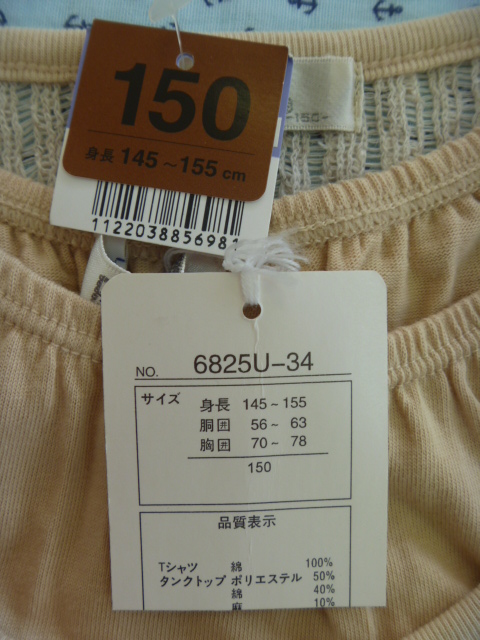 150
身長 145～155 cm
1122038856981
-150-
NO. 6825U-34
サイズ 身長 145～155
胴囲 56～ 63
胸囲 70～ 78
150
品質表示
Tシャツ 綿 100%
タンクトップ ポリエステル 50%
綿 40%
麻 10%